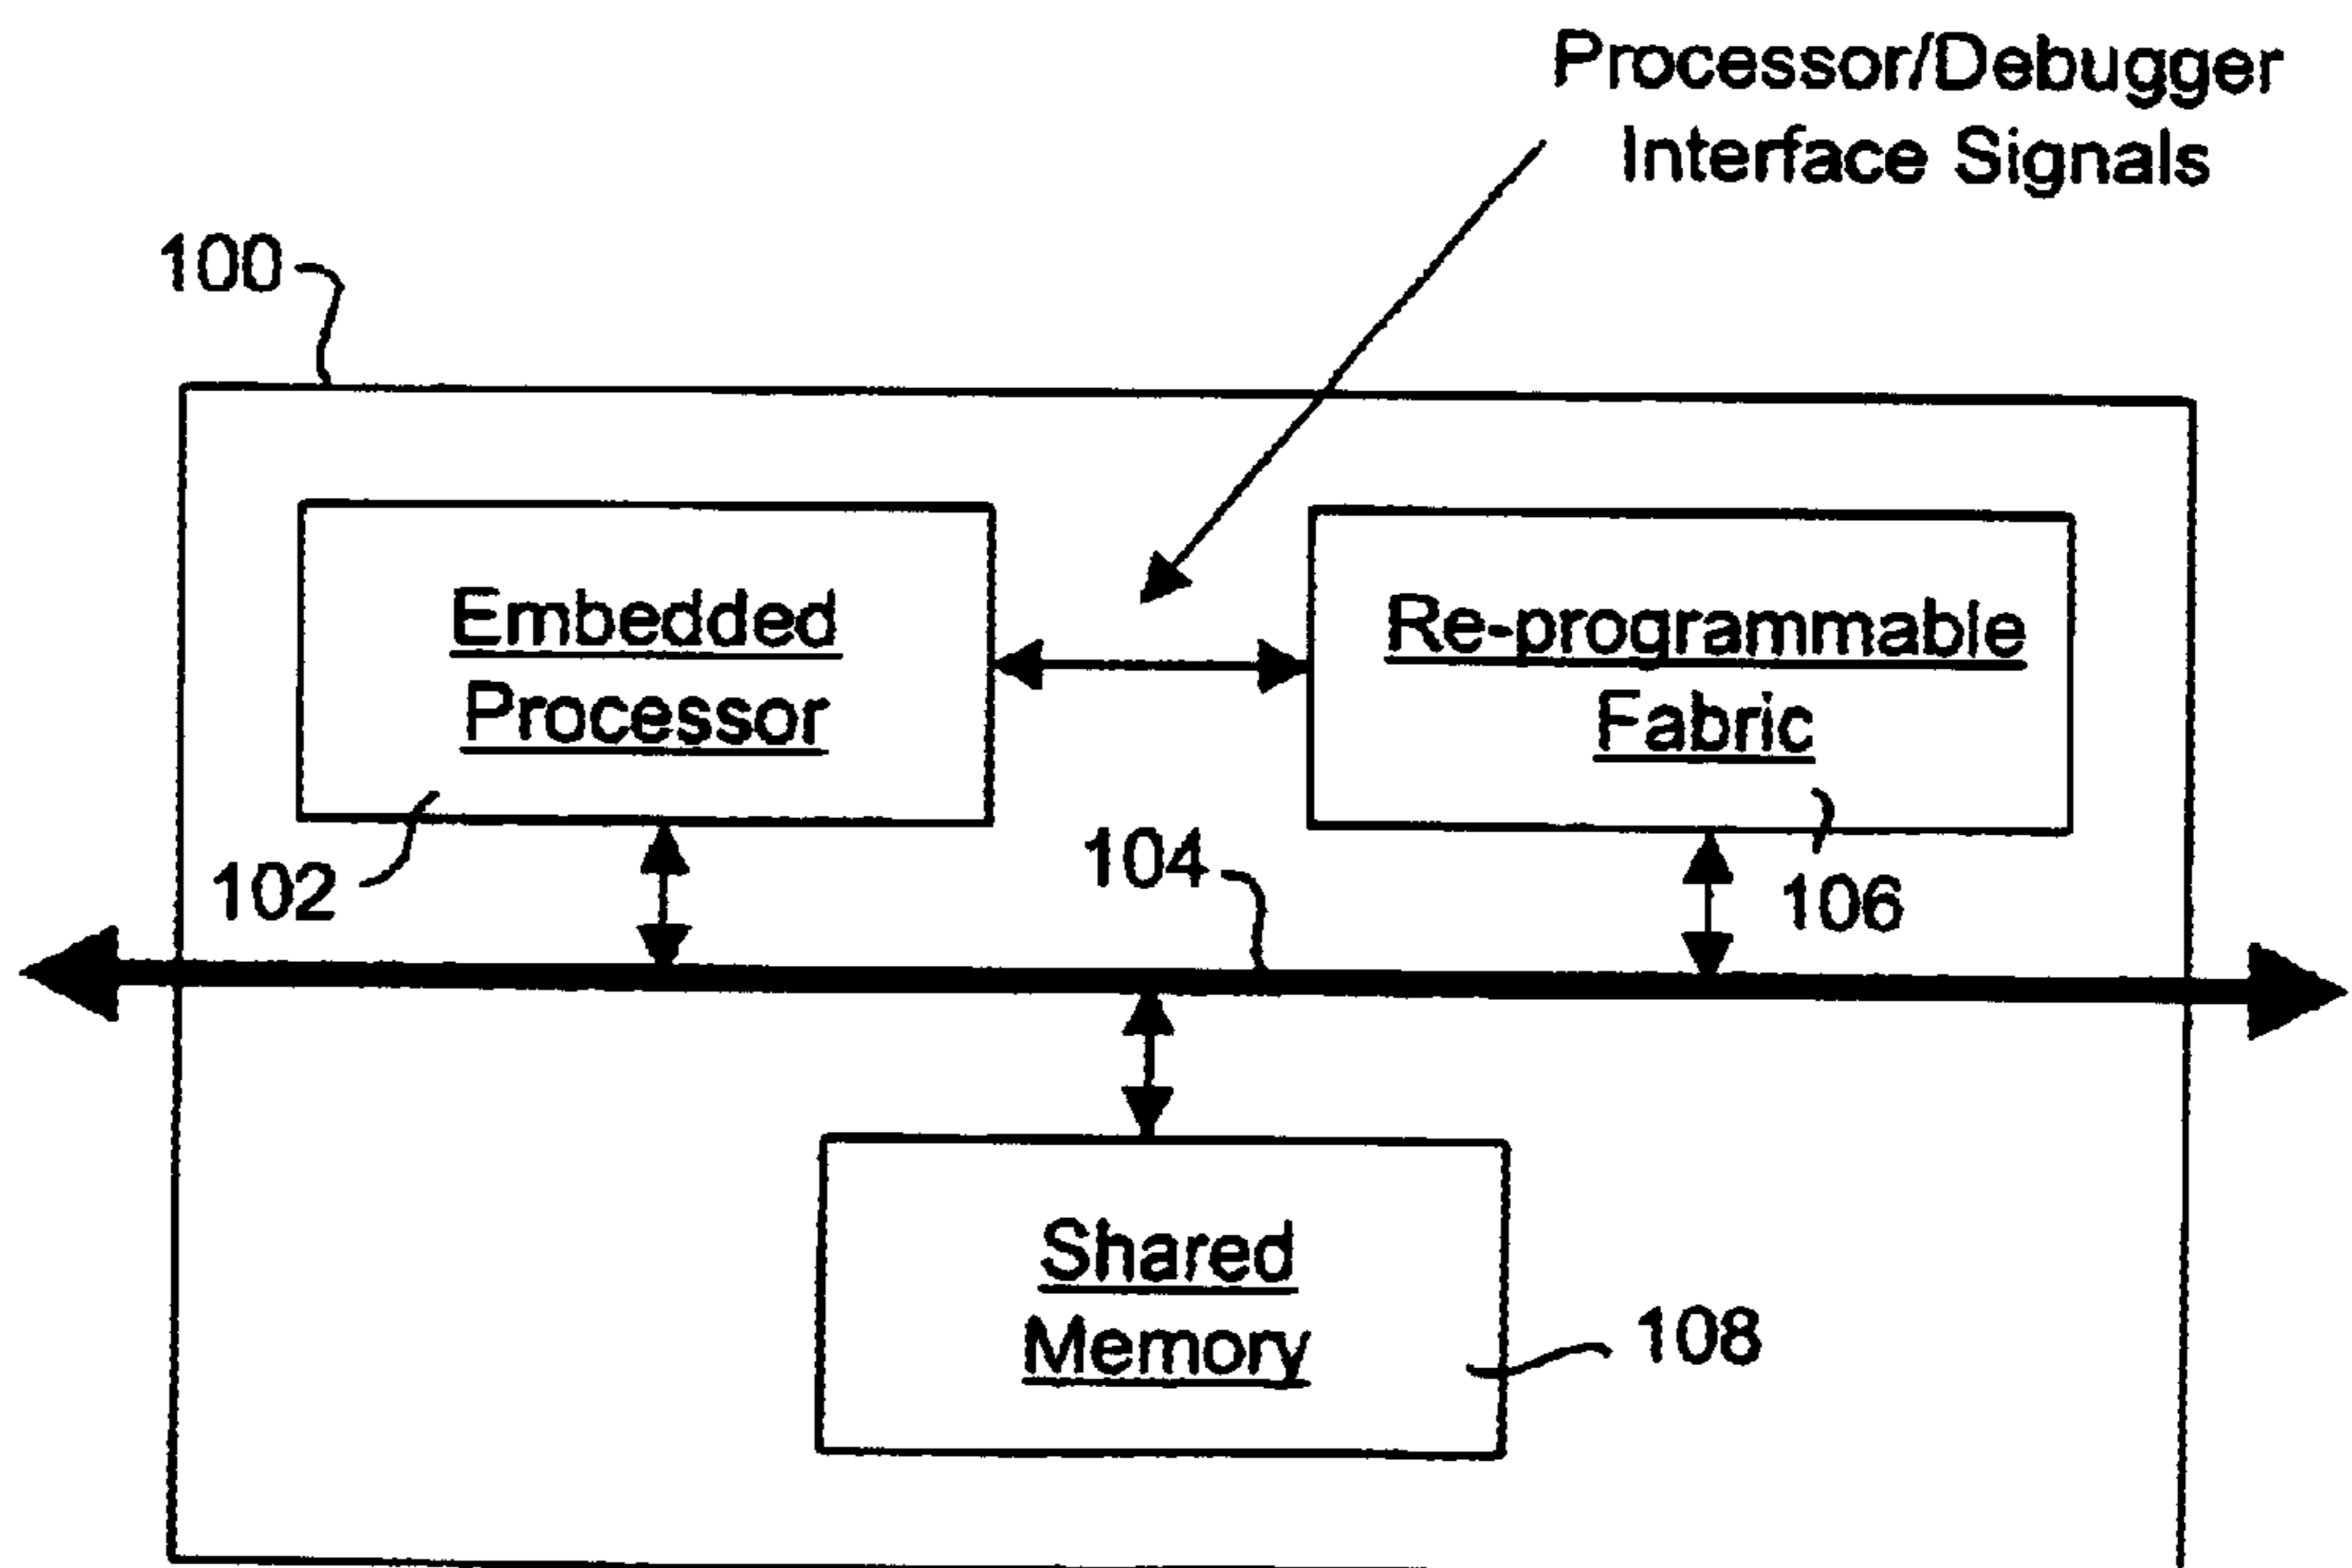 Processor/Debugger
Interface Signals
100
Embedded
Processor
Re-programmable
Fabric
102
104
106
Shared
Memory
108